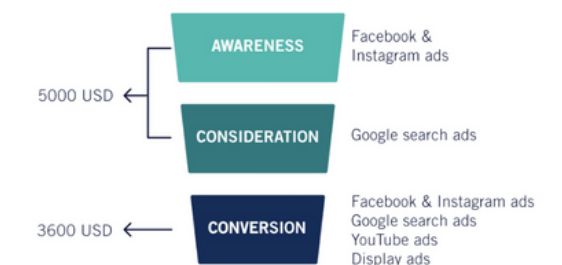 AWARENESS
Facebook &
Instagram ads
5000 USD
CONSIDERATION
Google search ads
3600 USD
CONVERSION
Facebook & Instagram ads
Google search ads
YouTube ads
Display ads